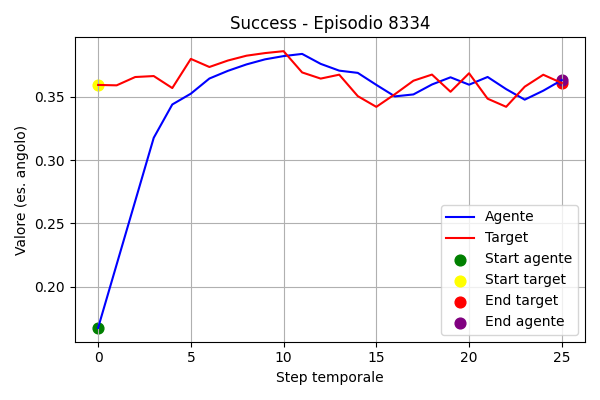 Success - Episodio 8334
Valore (es. angolo)
0.35
0.30
0.25
0.20
Agente
Target
Start agente
Start target
End target
End agente
0 5 10 15 20 25
Step temporale